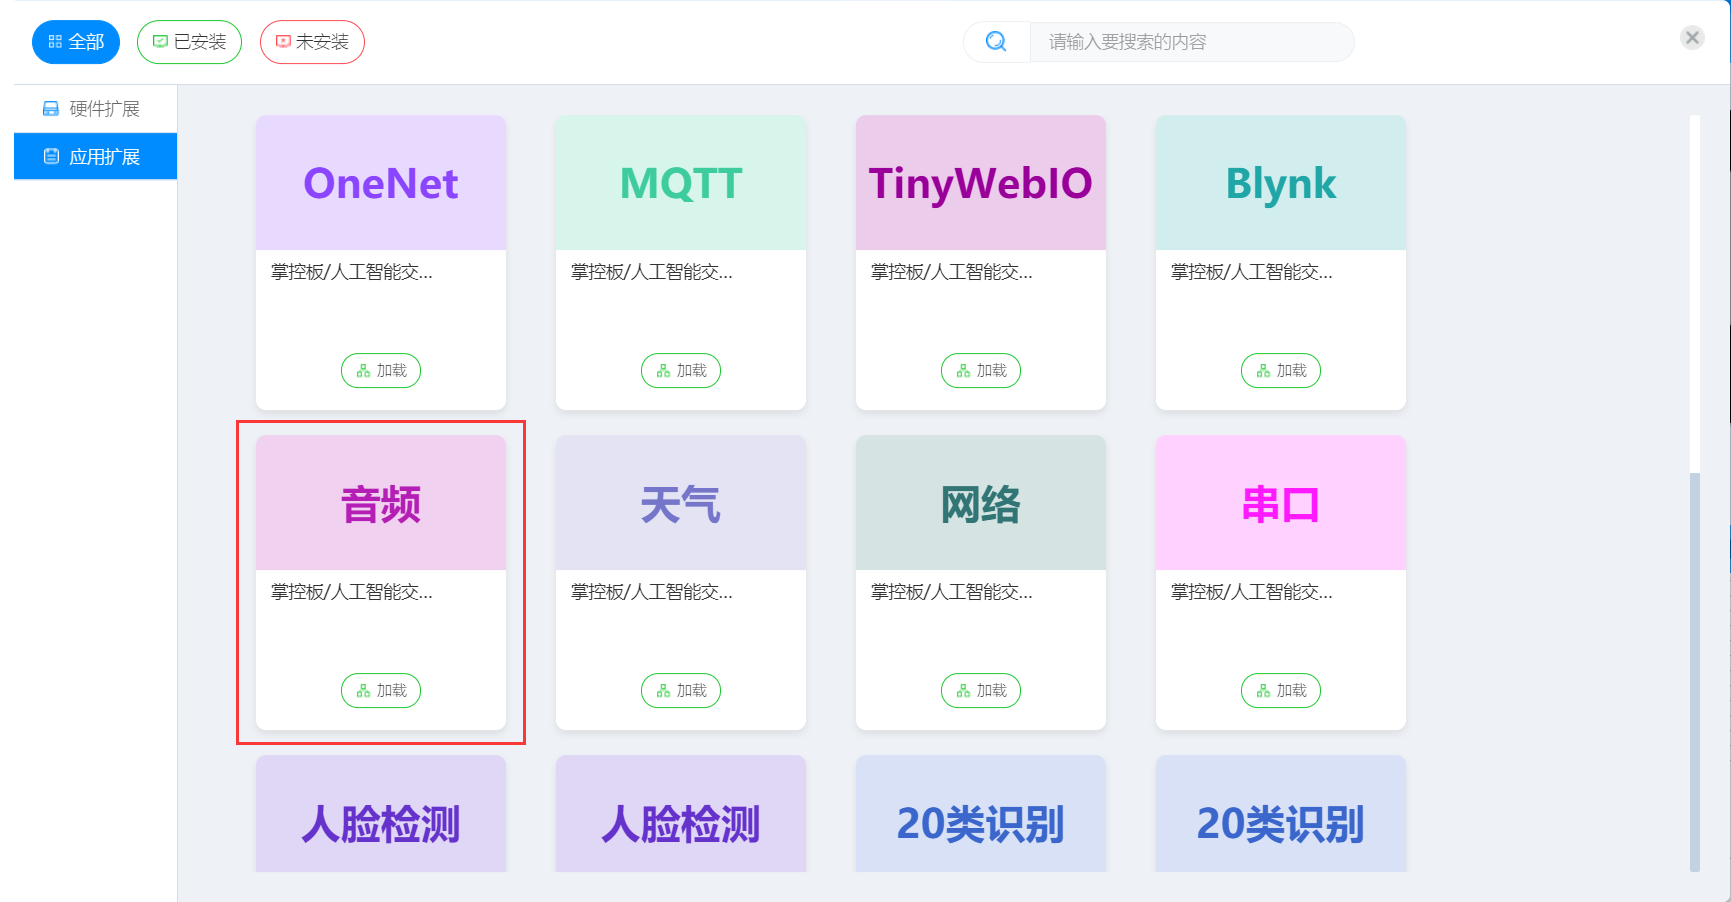 全部
已安装
未安装
请输入要搜索的内容
硬件扩展
应用扩展
OneNet
MQTT
TinyWebIO
Blynk
掌控板/人工智能交...
掌控板/人工智能交...
掌控板/人工智能交...
掌控板/人工智能交...
加载
加载
加载
加载
音频
天气
网络
串口
掌控板/人工智能交...
掌控板/人工智能交...
掌控板/人工智能交...
掌控板/人工智能交...
加载
加载
加载
加载
人脸检测
人脸检测
20类识别
20类识别